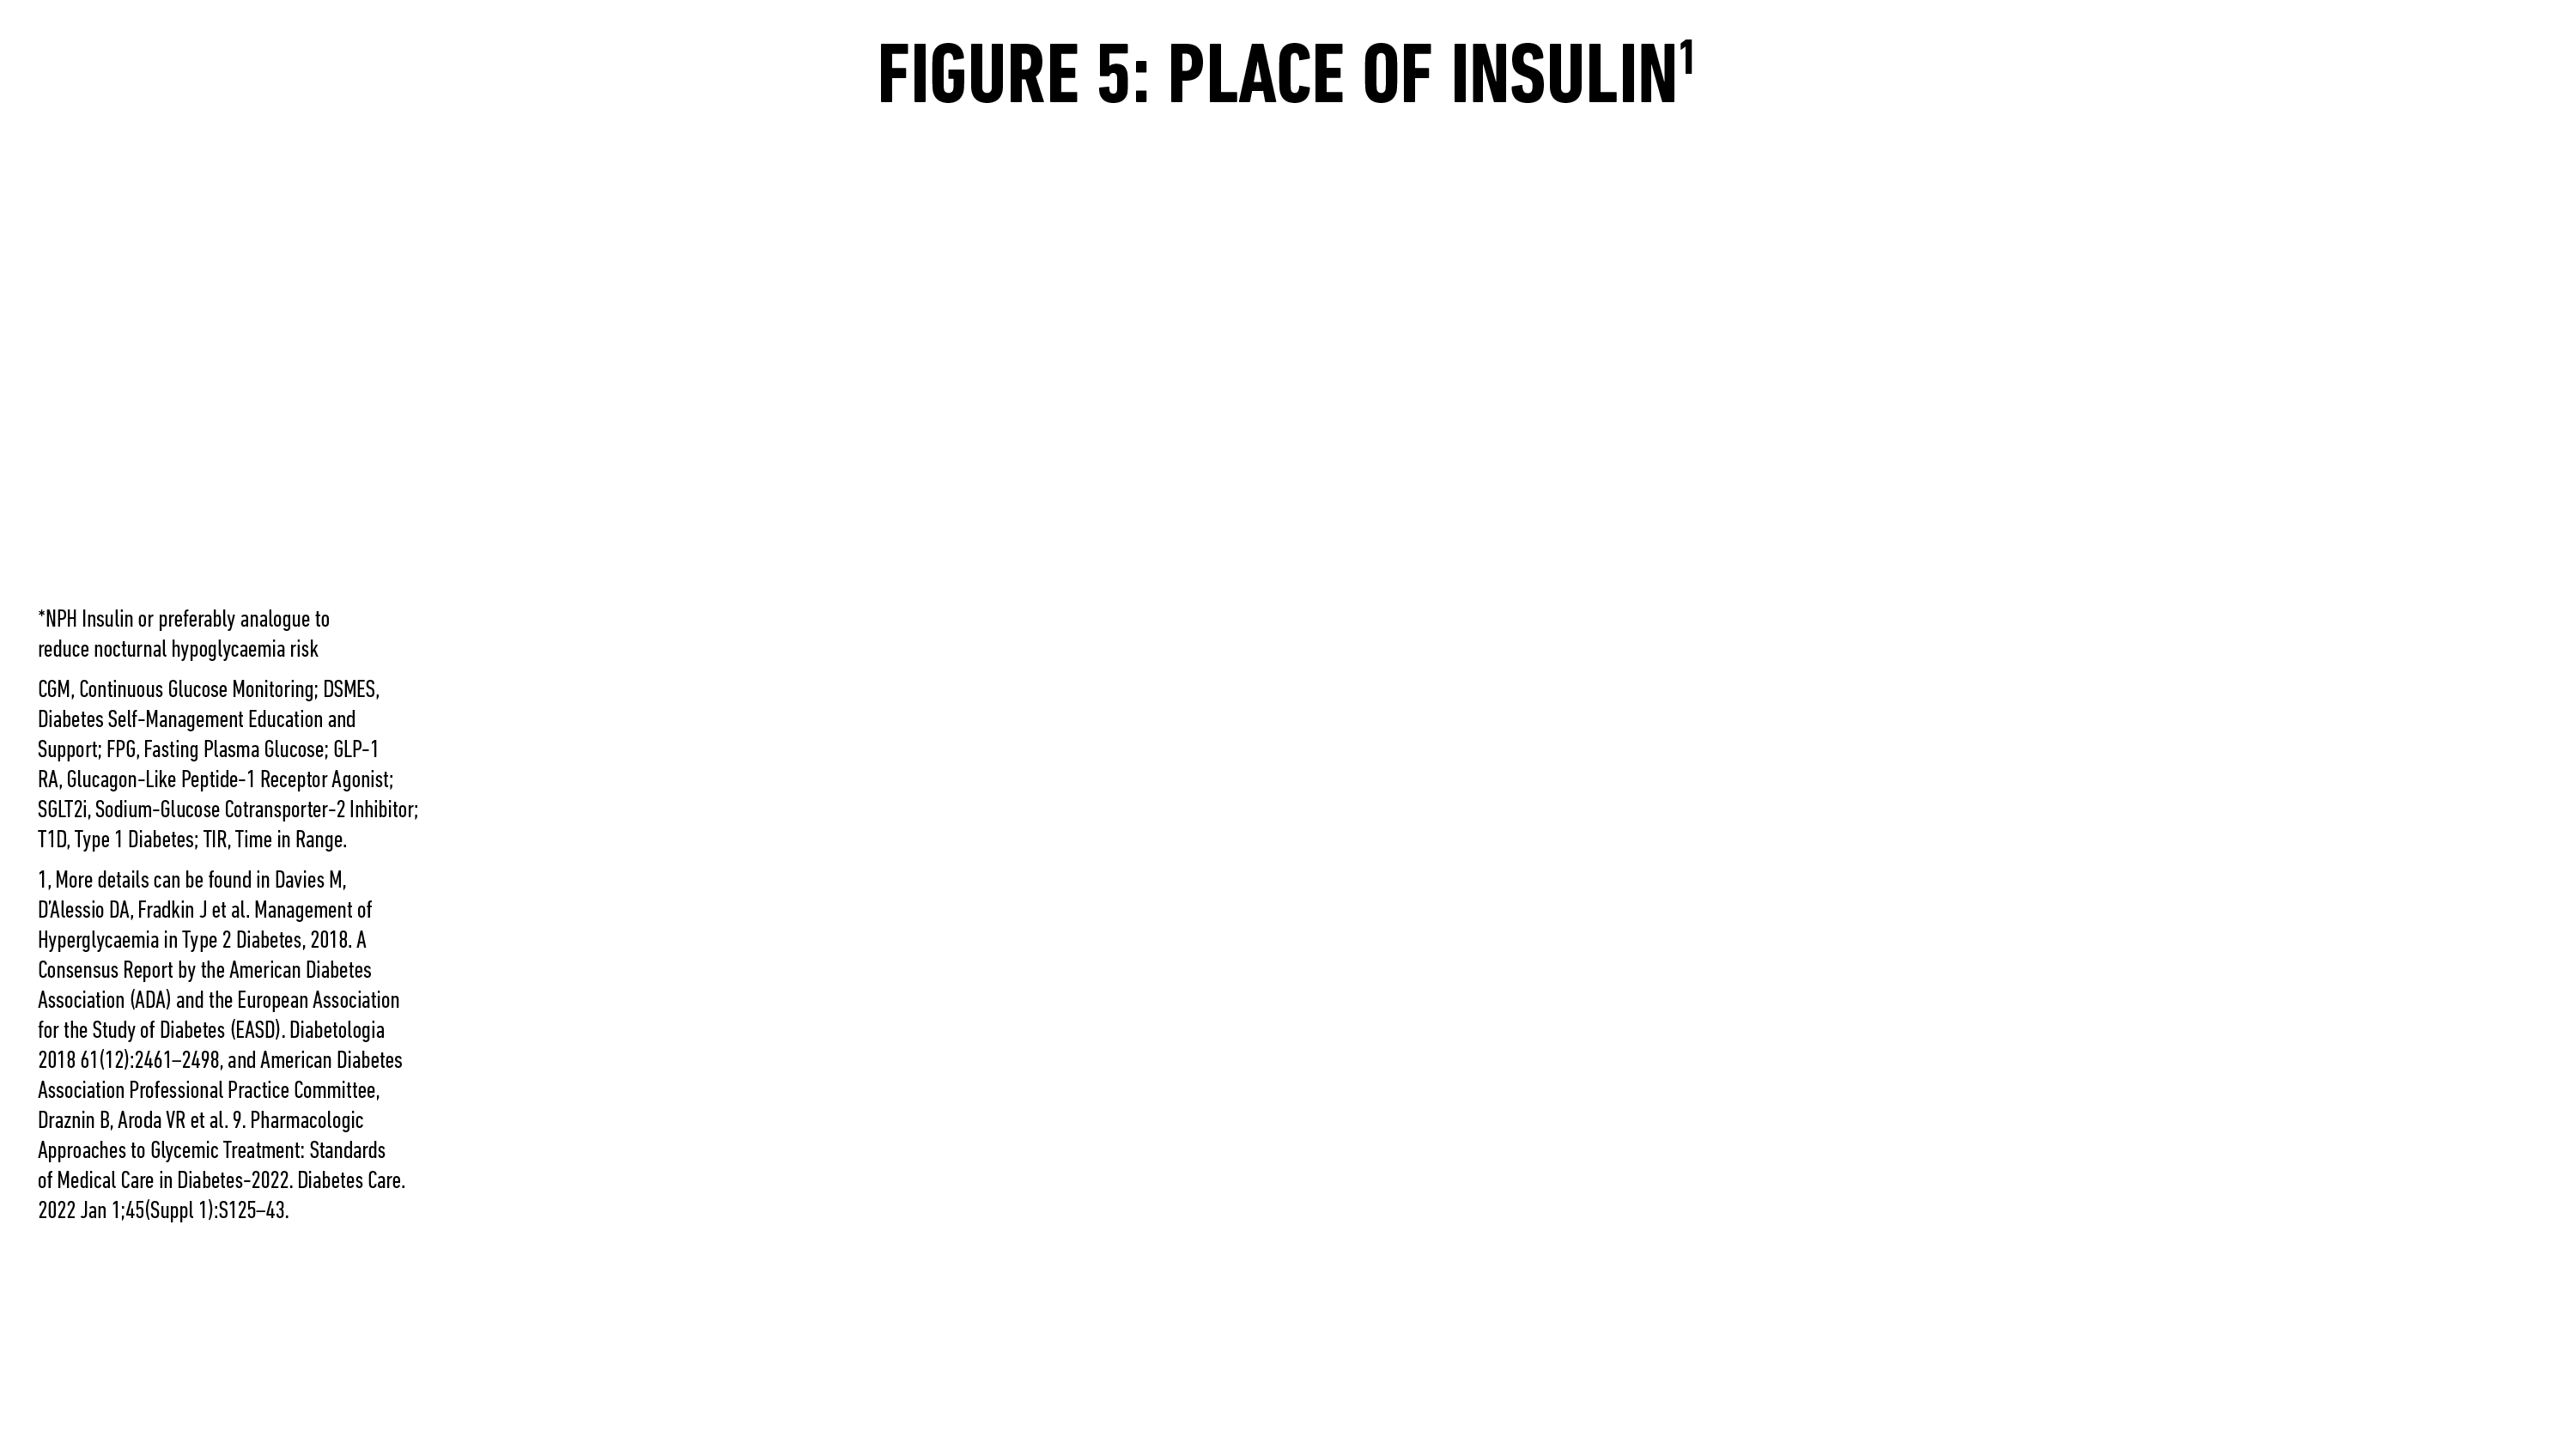 FIGURE 5: PLACE OF INSULIN¹
*NPH Insulin or preferably analogue to
reduce nocturnal hypoglycaemia risk
CGM, Continuous Glucose Monitoring; DSMES,
Diabetes Self-Management Education and
Support; FPG, Fasting Plasma Glucose; GLP-1
RA, Glucagon-Like Peptide-1 Receptor Agonist;
SGLT2i, Sodium-Glucose Cotransporter-2 Inhibitor;
T1D, Type 1 Diabetes; TIR, Time in Range.
1, More details can be found in Davies M,
D’Alessio DA, Fradkin J et al. Management of
Hyperglycaemia in Type 2 Diabetes, 2018. A
Consensus Report by the American Diabetes
Association (ADA) and the European Association
for the Study of Diabetes (EASD). Diabetologia
2018 61(12):2461–2498, and American Diabetes
Association Professional Practice Committee,
Draznin B, Aroda VR et al. 9. Pharmacologic
Approaches to Glycemic Treatment: Standards
of Medical Care in Diabetes-2022. Diabetes Care.
2022 Jan 1;45(Suppl 1):S125–43.